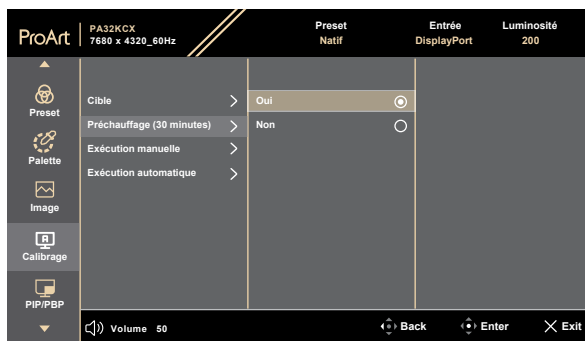 ProArt
PA32KCX
7680 x 4320_60Hz
Preset
Natif
Entrée
DisplayPort
Luminosité
200
Preset
Palette
Image
Calibrage
PIP/PBP
Cible
Préchauffage (30 minutes)
Exécution manuelle
Exécution automatique
Oui
Non
Volume 50
Back
Enter
Exit